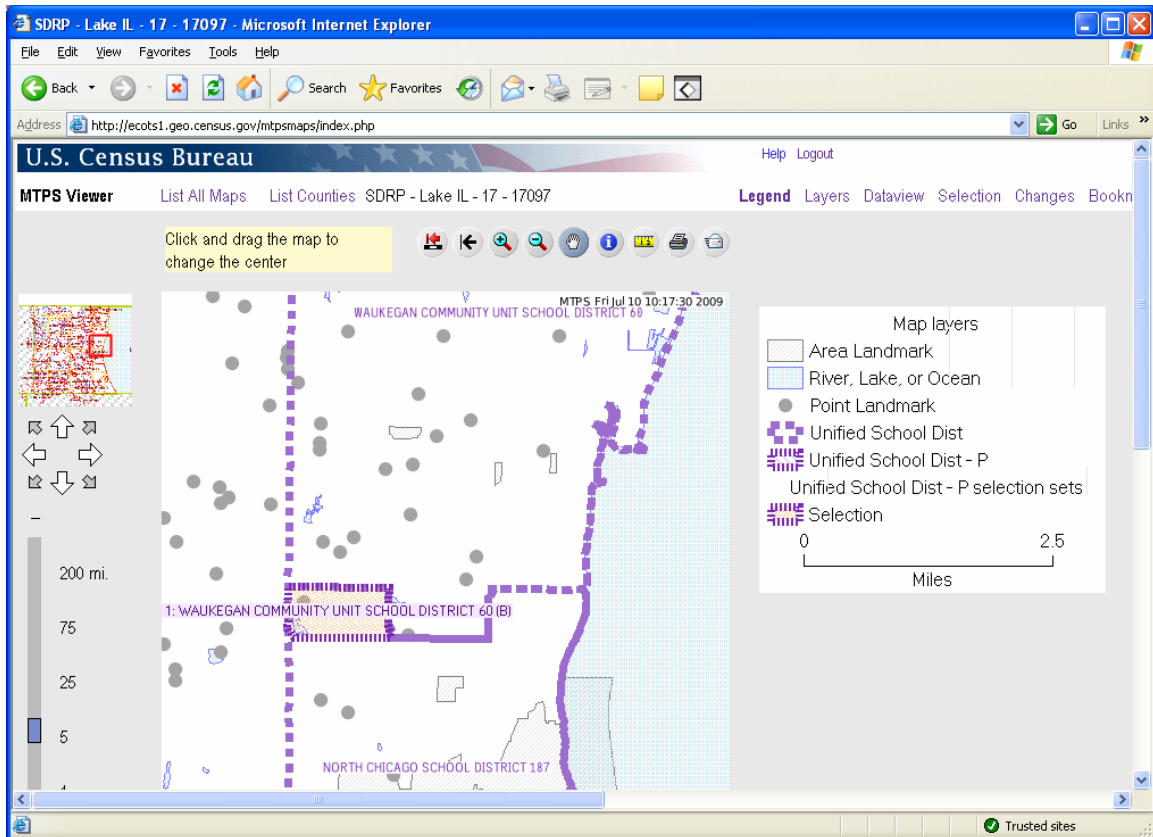 SDRP - Lake IL - 17 - 17097 - Microsoft Internet Explorer
File Edit View Favorites Tools Help
Back Search Favorites
Address http://ecots1.geo.census.gov/mtpsmaps/index.php Go Links »
U.S. Census Bureau Help Logout
MTPS Viewer List All Maps List Counties SDRP - Lake IL - 17 - 17097 Legend Layers Dataview Selection Changes Bookn
Click and drag the map to
change the center
MTPS Fri Jul 10 10:17:30 2009
WAUKEGAN COMMUNITY UNIT SCHOOL DISTRICT 60
Map layers
Area Landmark
River, Lake, or Ocean
Point Landmark
Unified School Dist
Unified School Dist - P
Unified School Dist - P selection sets
Selection
0 2.5
Miles
200 mi.
1: WAUKEGAN COMMUNITY UNIT SCHOOL DISTRICT 60 (B)
75
25
5
NORTH CHICAGO SCHOOL DISTRICT 187
Trusted sites